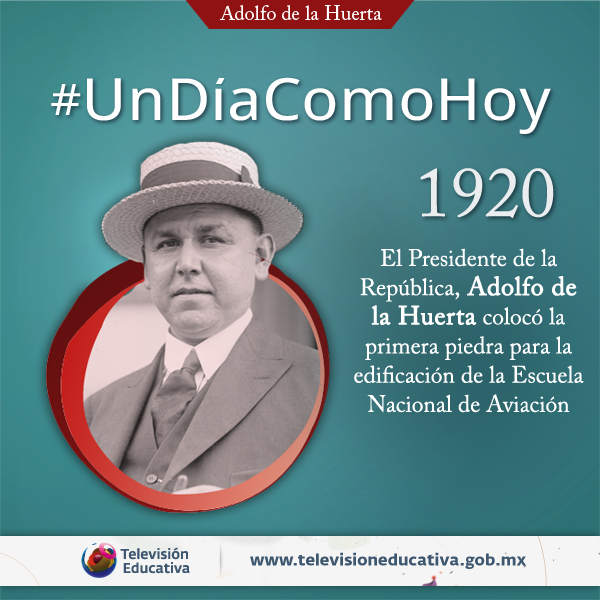 Adolfo de la Huerta
#UnDíaComoHoy
1920
El Presidente de la
República, Adolfo de
la Huerta colocó la
primera piedra para la
edificación de la Escuela
Nacional de Aviación
Televisión
Educativa
www.televisioneducativa.gob.mx